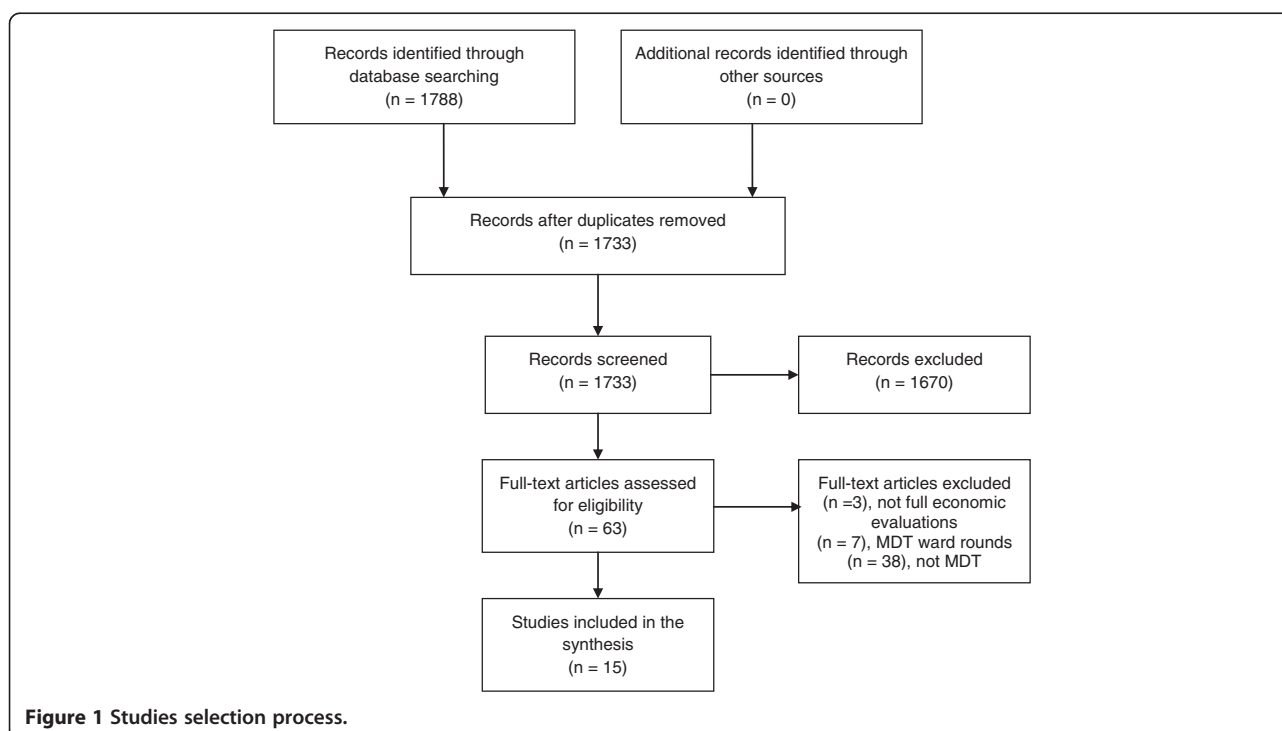 Records identified through
database searching
(n = 1788)
Additional records identified through
other sources
(n = 0)
Records after duplicates removed
(n = 1733)
Records screened
(n = 1733)
Records excluded
(n = 1670)
Full-text articles assessed
for eligibility
(n = 63)
Full-text articles excluded
(n =3), not full economic
evaluations
(n = 7), MDT ward rounds
(n = 38), not MDT
Studies included in the
synthesis
(n = 15)
Figure 1 Studies selection process.